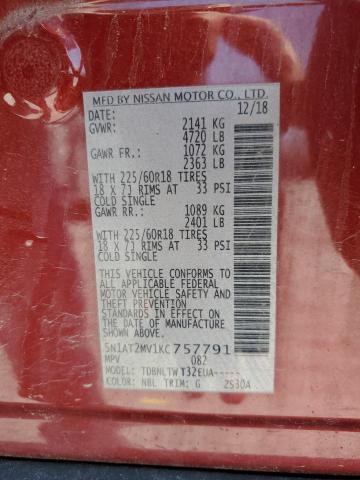 MFD BY NISSAN MOTOR CO., LTD.
DATE: 12/18
GVWR: 2141 KG
4720 LB
GAWR FR.: 1072 KG
2363 LB
WITH 225/60R18 TIRES
18 X 7J RIMS AT 33 PSI
COLD SINGLE
GAWR RR.: 1089 KG
2401 LB
WITH 225/60R18 TIRES
18 X 7J RIMS AT 33 PSI
COLD SINGLE
THIS VEHICLE CONFORMS TO
ALL APPLICABLE FEDERAL
MOTOR VEHICLE SAFETY
AND THEFT PREVENTION
STANDARDS IN EFFECT ON
THE DATE OF MANUFACTURE
SHOWN ABOVE.
5N1AT2MV1KC757791
MPV 082
MODEL: TDBNLTW T32EUA-----
COLOR: NBL TRIM: G 2S30A